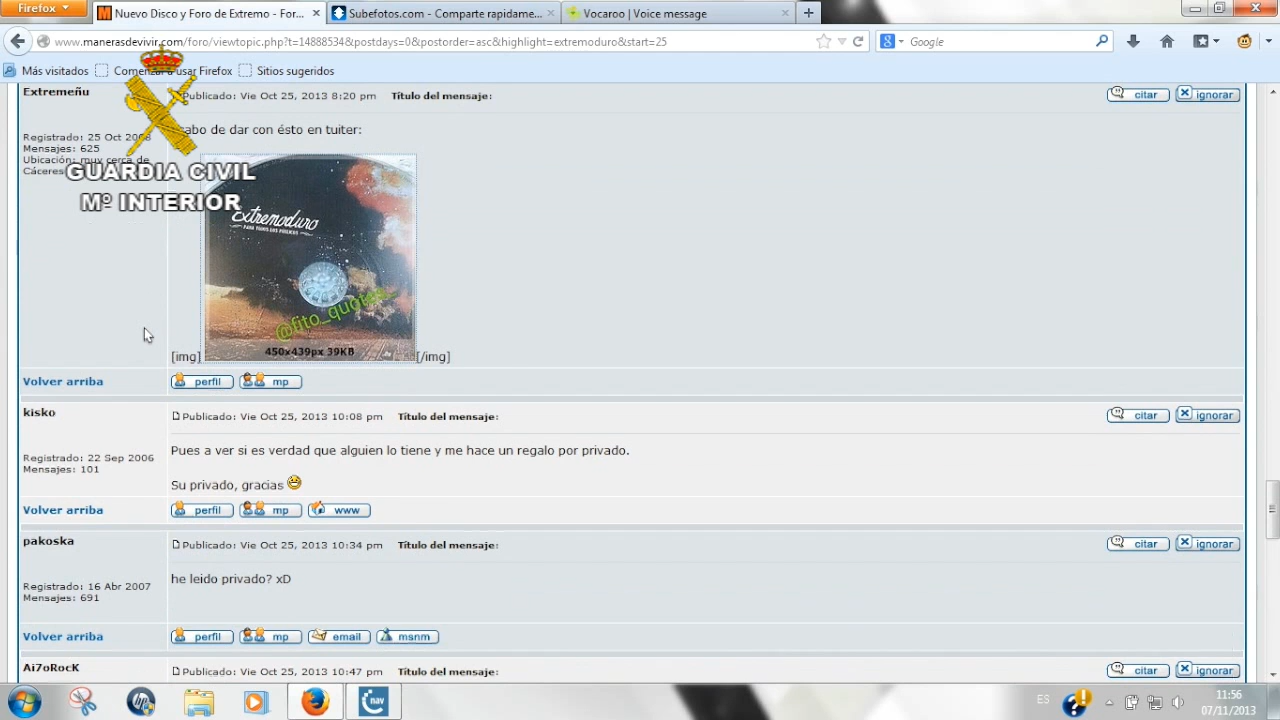 Firefox
Nuevo Disco y Foro de Extremo - For...
Subefotos.com - Comparte rapidame...
Vocaroo | Voice message
www.manerasdevivir.com/foro/viewtopic.php?t=14888534&postdays=0&postorder=asc&highlight=extremoduro&start=25
Google
Más visitados
Comenzar a usar Firefox
Sitios sugeridos
Extremeñu
Publicado: Vie Oct 25, 2013 8:20 pm Título del mensaje:
citar
ignorar
Registrado: 25 Oct
Mensajes: 625
Ubicación: muy cerca de
Cáceres
cabo de dar con ésto en tuiter:
GUARDIA CIVIL
Mº INTERIOR
Extremoduro
PARA TODOS LOS PÚBLICOS
@fito_quotes
450x439px 39KB
[img]
[/img]
Volver arriba
perfil
mp
kisko
Publicado: Vie Oct 25, 2013 10:08 pm Título del mensaje:
citar
ignorar
Registrado: 22 Sep 2006
Mensajes: 101
Pues a ver si es verdad que alguien lo tiene y me hace un regalo por privado.
Su privado, gracias
Volver arriba
perfil
mp
www
pakoska
Publicado: Vie Oct 25, 2013 10:34 pm Título del mensaje:
citar
ignorar
Registrado: 16 Abr 2007
Mensajes: 691
he leido privado? xD
Volver arriba
perfil
mp
email
msnm
Ai7oRocK
Publicado: Vie Oct 25, 2013 10:47 pm Título del mensaje:
citar
ignorar
hp
nav
ES
11:56
07/11/2013